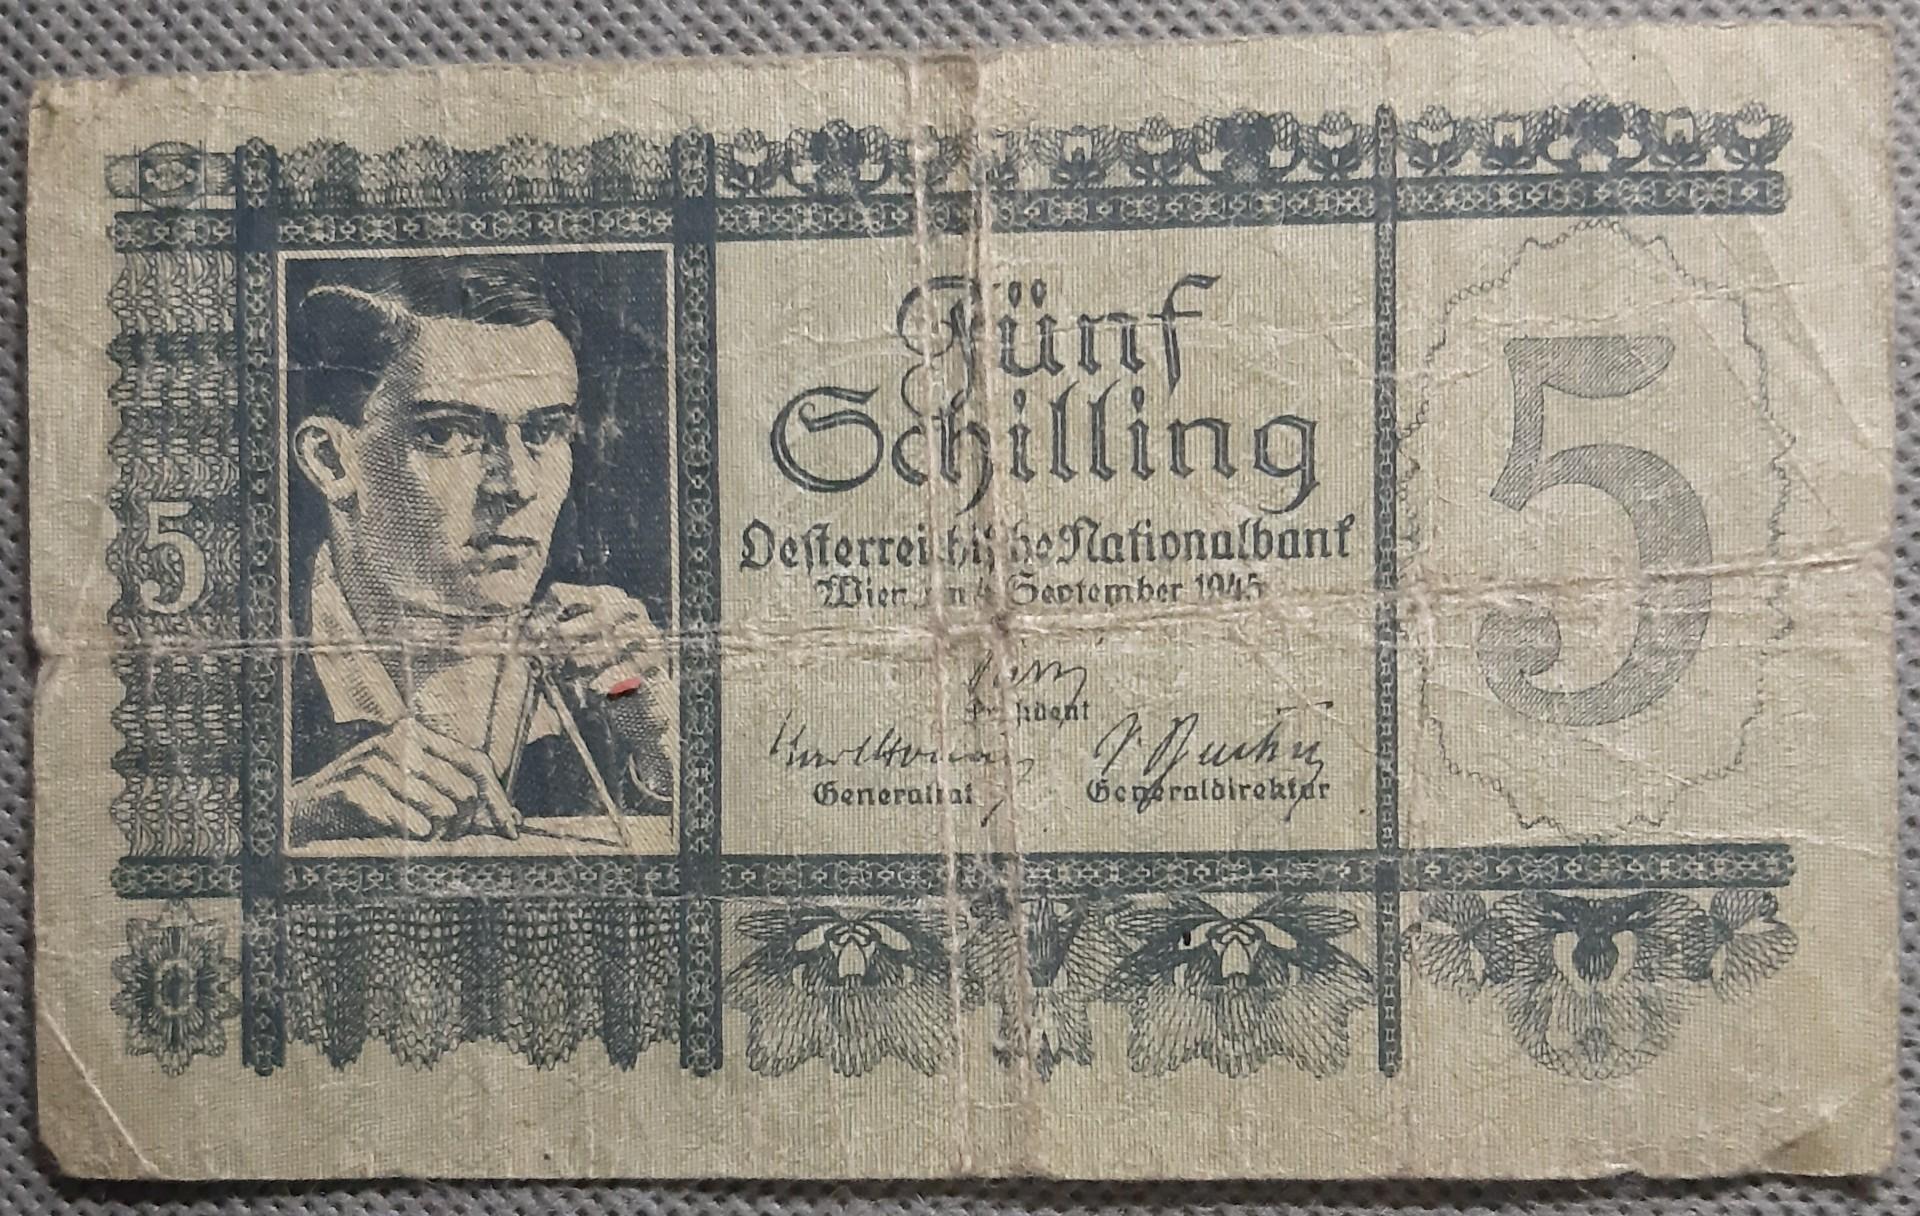 5
Fünf
Schilling
Oesterreichische Nationalbank
Wien, am 4. September 1945
Präsident
Generalrat
Generaldirektor
5